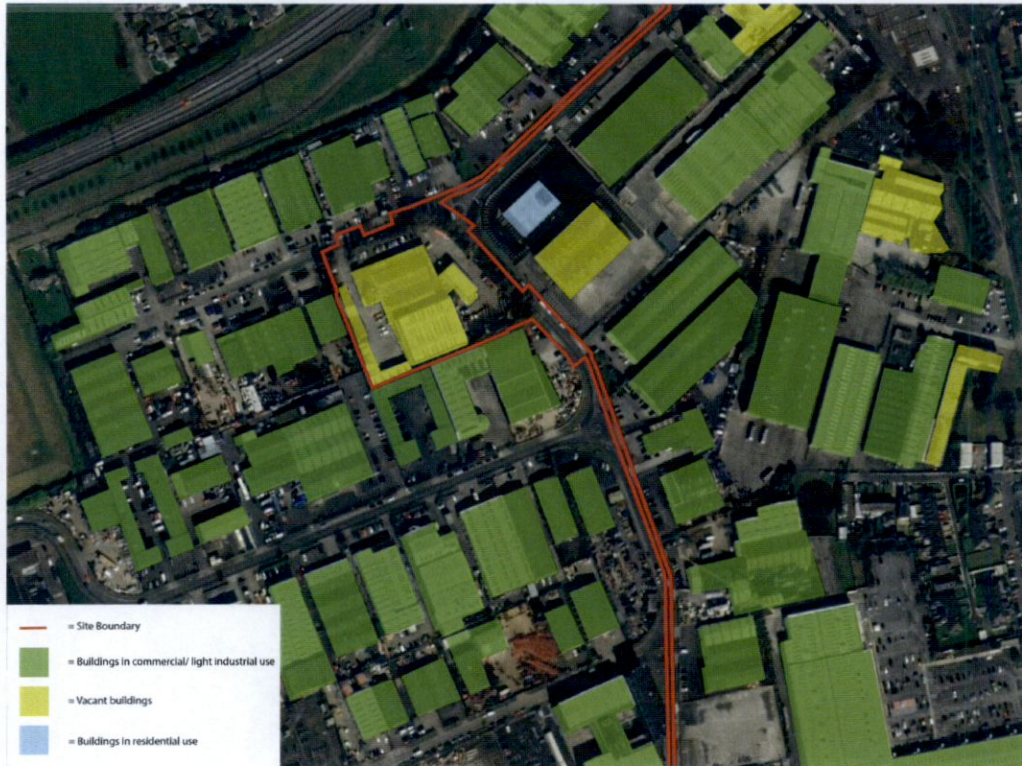 = Site Boundary
= Buildings in commercial/ light industrial use
= Vacant buildings
= Buildings in residential use